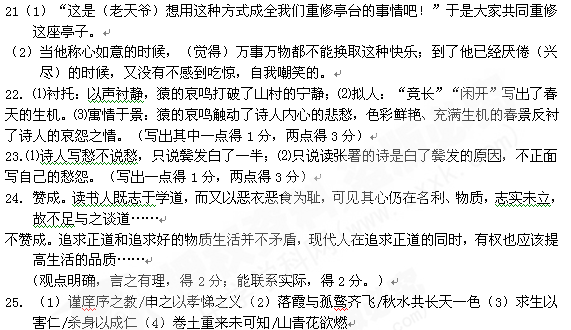 21（1）“这是（老天爷）想用这种方式成全我们重修亭台的事情吧！”于是大家共同重修
这座亭子。
（2）当他称心如意的时候，（觉得）万事万物都不能换取这种快乐；到了他已经厌倦（兴
尽）的时候，又没有不感到吃惊，自我嘲笑的。
22．⑴衬托：以声衬静，猿的哀鸣打破了山村的宁静；⑵拟人：“竞长”“闲开”写出了春
天的生机。⑶寓情于景：猿的哀鸣触动了诗人内心的悲愁，色彩鲜艳、充满生机的春景反衬
了诗人的哀怨之情。（写出其中一点得 1 分，两点得 3 分）
23.⑴诗人写愁不说愁，只说鬓发白了一半；⑵只说读张署的诗是白了鬓发的原因，不正面
写自己的愁怨。（写出一点得 1 分，两点得 3 分）
24．赞成。读书人既志于学道，而又以恶衣恶食为耻，可见其心仍在名利、物质，志实未立，
故不足与之谈道……
不赞成。追求正道和追求好的物质生活并不矛盾，现代人在追求正道的同时，有权也应该提
高生活的品质……
（观点明确，言之有理，得 2 分；能联系实际，得 2 分。）
25．（1）谨庠序之教/申之以孝悌之义（2）落霞与孤鹜齐飞/秋水共长天一色（3）求生以
害仁/杀身以成仁（4）卷土重来未可知/山青花欲燃